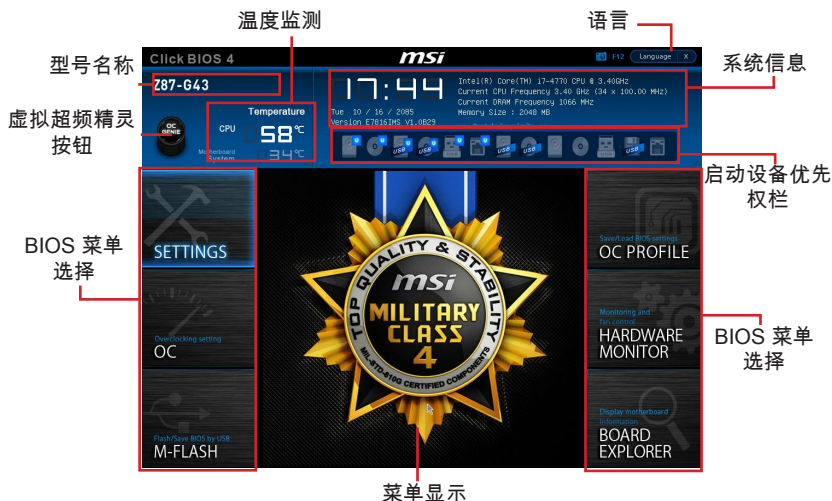 温度监测
语言
型号名称
系统信息
虚拟超频精灵
按钮
启动设备优先
权栏
BIOS 菜单
选择
BIOS 菜单
选择
菜单显示
Click BIOS 4
msi
F12
Language X
Z87-G43
17:44
Tue 10 / 16 / 2085
Version E7816IMS V1.0B29
Intel(R) Core(TM) i7-4770 CPU @ 3.40GHz
Current CPU Frequency 3.40 GHz (34 x 100.00 MHz)
Current DRAM Frequency 1066 MHz
Memory Size : 2048 MB
OC
GENIE
Temperature
CPU 58°C
Motherboard
System 34°C
USB USB USB USB USB
SETTINGS
Overclocking setting
OC
Flash/Save BIOS by USB
M-FLASH
TOP QUALITY & STABILITY
msi
MILITARY
CLASS
4
MIL-STD-810G CERTIFIED COMPONENTS
Save/Load BIOS settings
OC PROFILE
Monitoring and
fan control
HARDWARE
MONITOR
Display motherboard
information
BOARD
EXPLORER